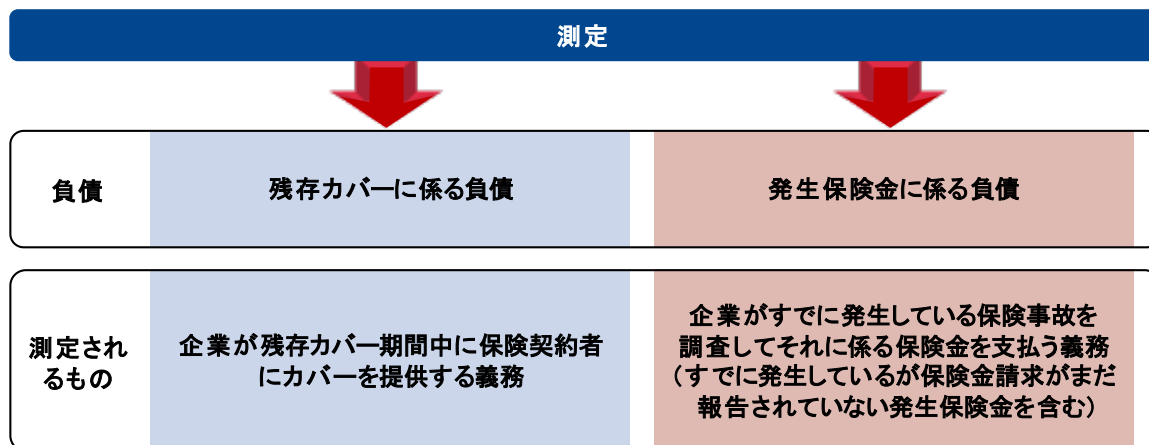 測定
負債
残存カバーに係る負債
発生保険金に係る負債
測定され
るもの
企業が残存カバー期間中に保険契約者
にカバーを提供する義務
企業がすでに発生している保険事故を
調査してそれに係る保険金を支払う義務
（すでに発生しているが保険金請求がまだ
報告されていない発生保険金を含む）